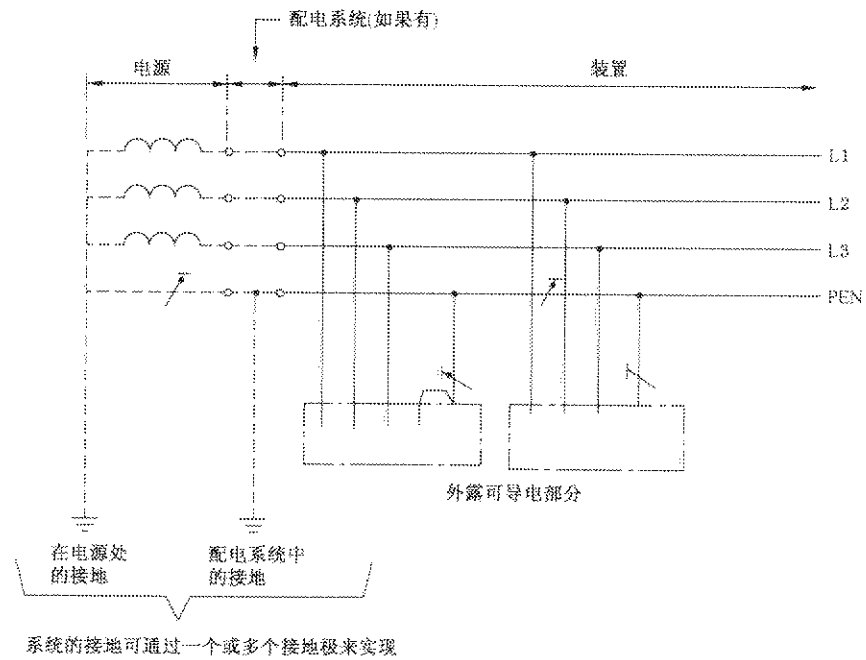 配电系统(如果有)
电源
装置
L1
L2
L3
PEN
外露可导电部分
在电源处
的接地
配电系统中
的接地
系统的接地可通过一个或多个接地极来实现